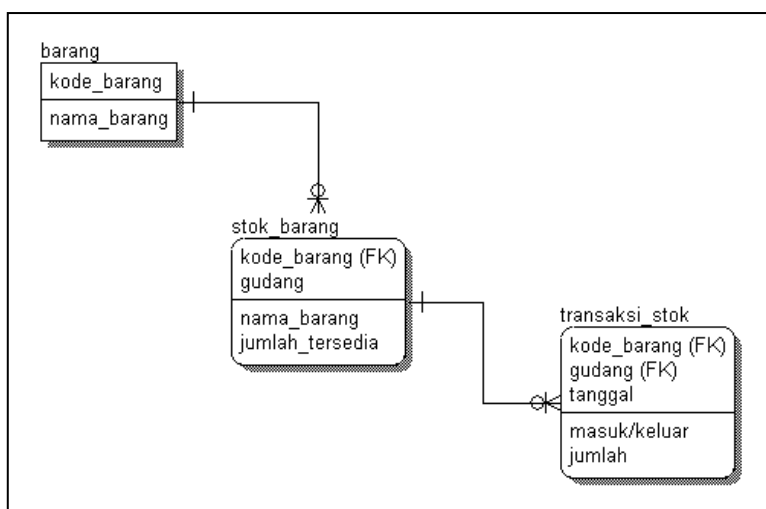 barang
kode_barang
nama_barang
stok_barang
kode_barang (FK)
gudang
nama_barang
jumlah_tersedia
transaksi_stok
kode_barang (FK)
gudang (FK)
tanggal
masuk/keluar
jumlah